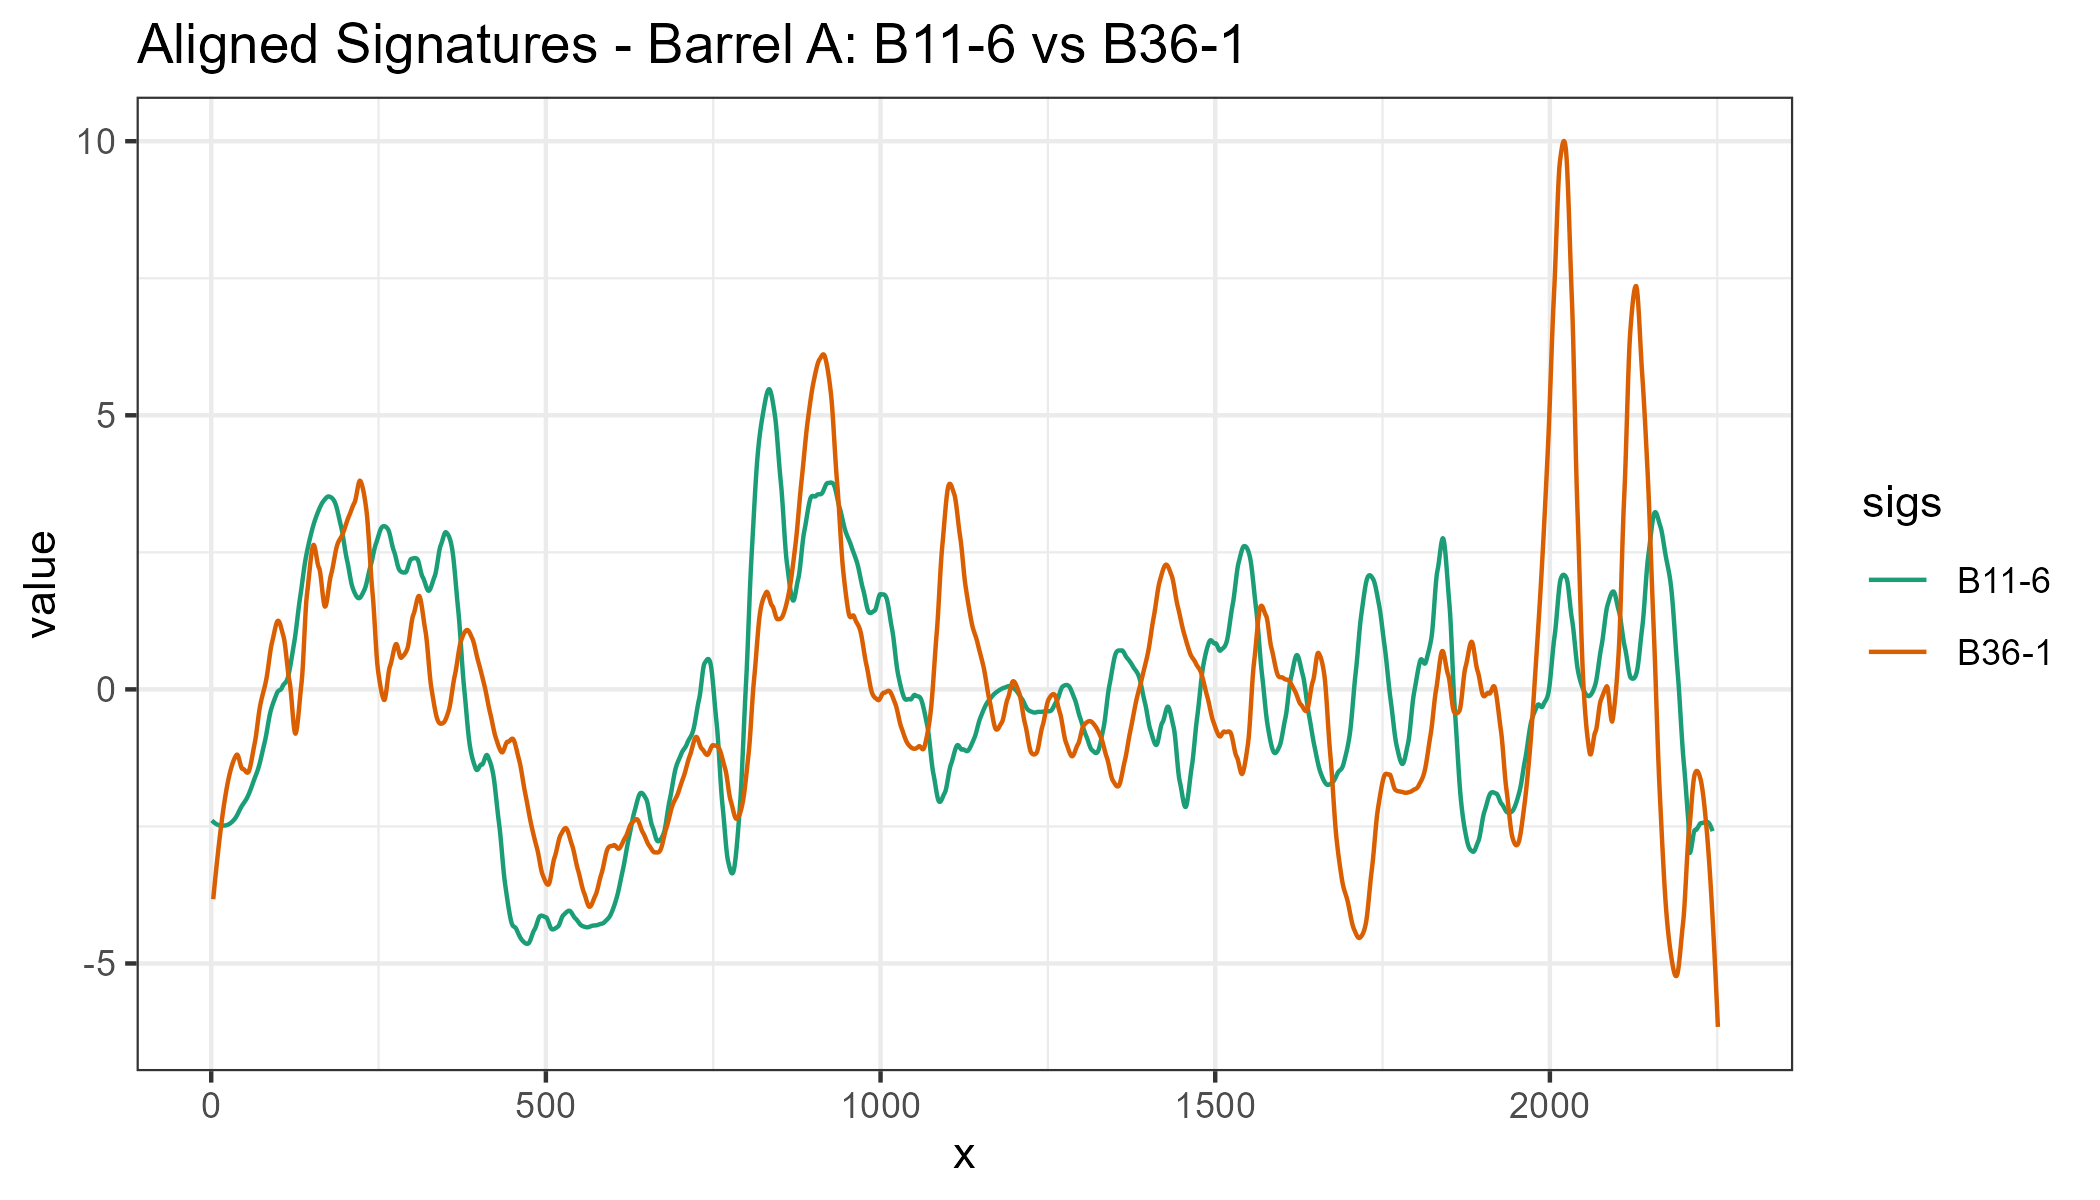 Aligned Signatures - Barrel A: B11-6 vs B36-1
10
5
0
-5
value
0 500 1000 1500 2000
x
sigs
B11-6
B36-1